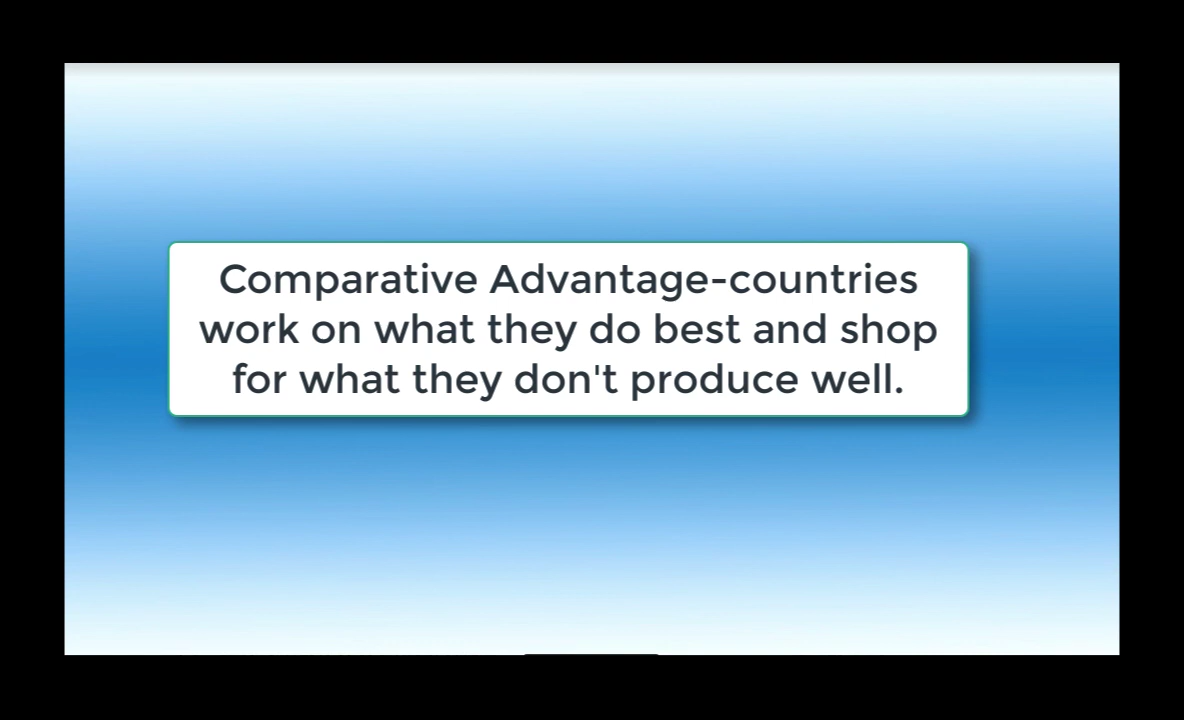 Comparative Advantage-countries
work on what they do best and shop
for what they don't produce well.